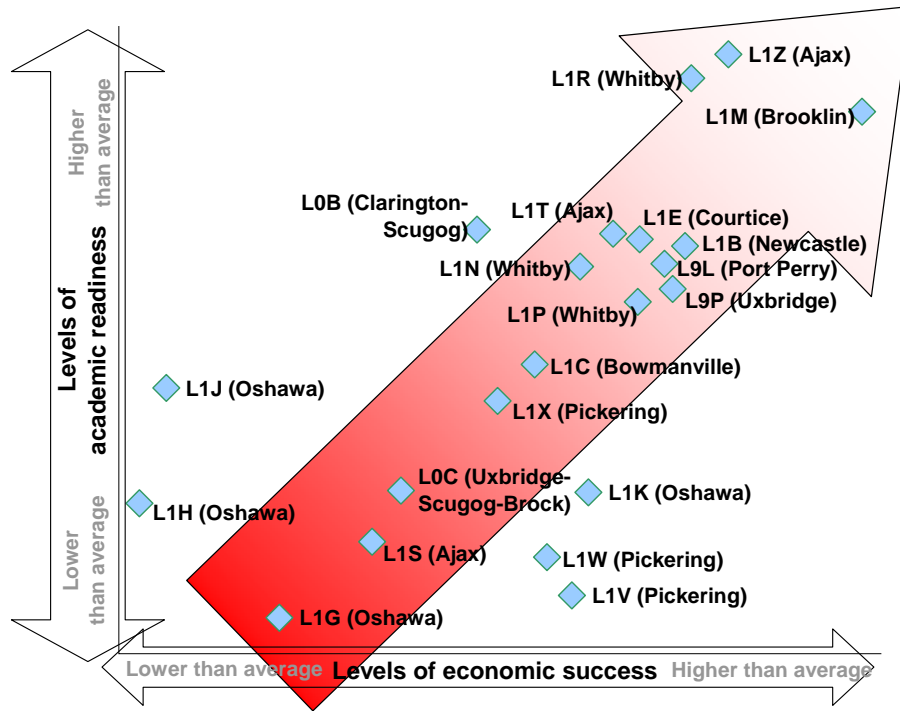 L1Z (Ajax)
L1R (Whitby)
L1M (Brooklin)
Higher
than average
L0B (Clarington-
Scugog)
L1T (Ajax)
L1E (Courtice)
L1B (Newcastle)
L1N (Whitby)
L9L (Port Perry)
L9P (Uxbridge)
L1P (Whitby)
Levels of
academic readiness
L1C (Bowmanville)
L1J (Oshawa)
L1X (Pickering)
L0C (Uxbridge-
Scugog-Brock)
L1K (Oshawa)
L1H (Oshawa)
L1S (Ajax)
L1W (Pickering)
Lower
than average
L1V (Pickering)
L1G (Oshawa)
Lower than average
Levels of economic success
Higher than average